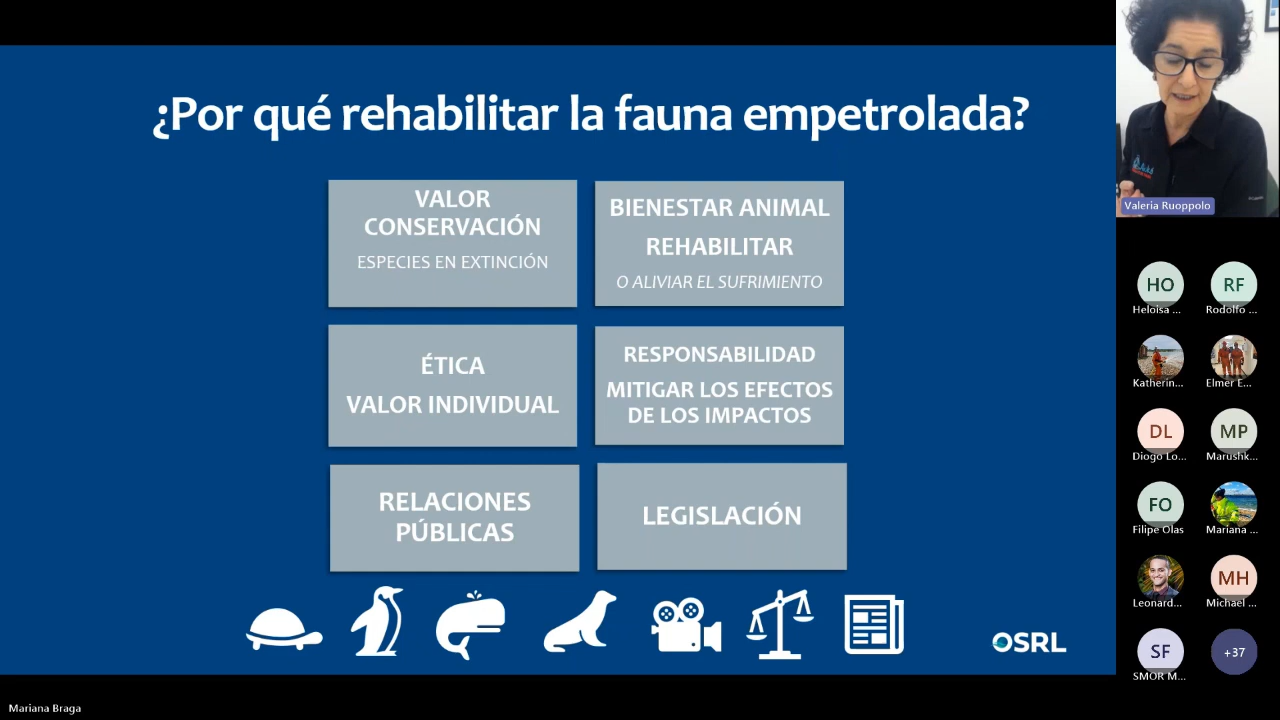 ¿Por qué rehabilitar la fauna empetrolada?
VALOR
CONSERVACIÓN
ESPECIES EN EXTINCIÓN
BIENESTAR ANIMAL
REHABILITAR
O ALIVIAR EL SUFRIMIENTO
ÉTICA
VALOR INDIVIDUAL
RESPONSABILIDAD
MITIGAR LOS EFECTOS
DE LOS IMPACTOS
RELACIONES
PÚBLICAS
LEGISLACIÓN
OSRL
Valeria Ruoppolo
HO
Heloisa ...
RF
Rodolfo ...
Katherin...
Elmer E...
DL
Diogo Lo...
MP
Marushk...
FO
Filipe Olas
Mariana ...
Leonard...
MH
Michael ...
SF
SMOR M...
+37
Mariana Braga